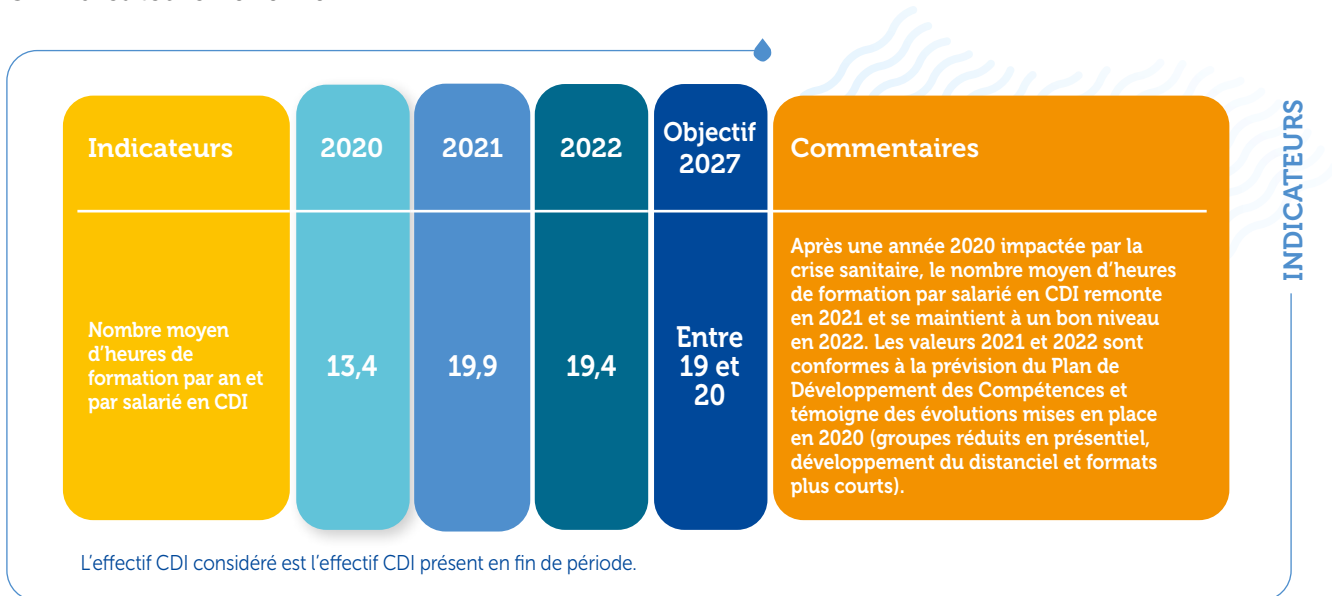 Indicateurs
2020
2021
2022
Objectif
2027
Commentaires
Nombre moyen
d'heures de
formation par an et
par salarié en CDI
13,4
19,9
19,4
Entre
19 et
20
Après une année 2020 impactée par la
crise sanitaire, le nombre moyen d'heures
de formation par salarié en CDI remonte
en 2021 et se maintient à un bon niveau
en 2022. Les valeurs 2021 et 2022 sont
conformes à la prévision du Plan de
Développement des Compétences et
témoigne des évolutions mises en place
en 2020 (groupes réduits en présentiel,
développement du distanciel et formats
plus courts).
L'effectif CDI considéré est l'effectif CDI présent en fin de période.
INDICATEURS